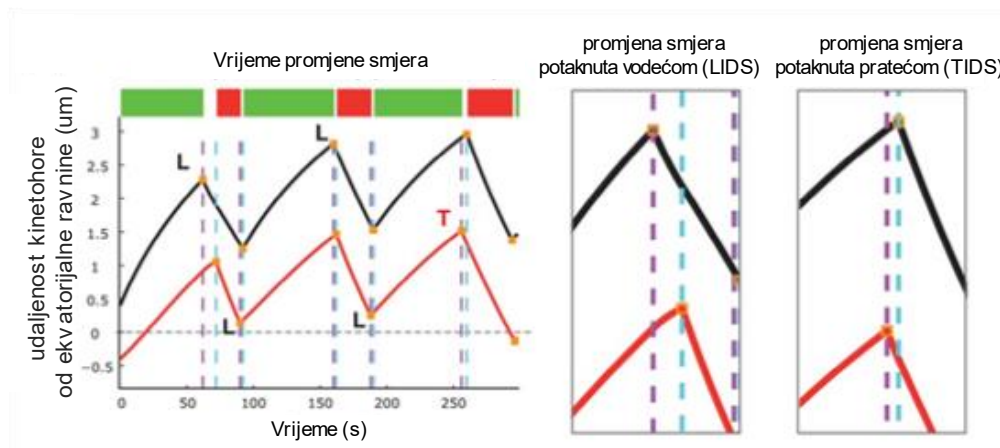 Vrijeme promjene smjera
promjena smjera
potaknuta vodećom (LIDS)
promjena smjera
potaknuta pratećom (TIDS)
udaljenost kinetohore
od ekvatorijalne ravnine (um)
3
2.5
2
1.5
1
0.5
0
−0.5
L
L
T
L
L
0
50
100
150
200
250
Vrijeme (s)